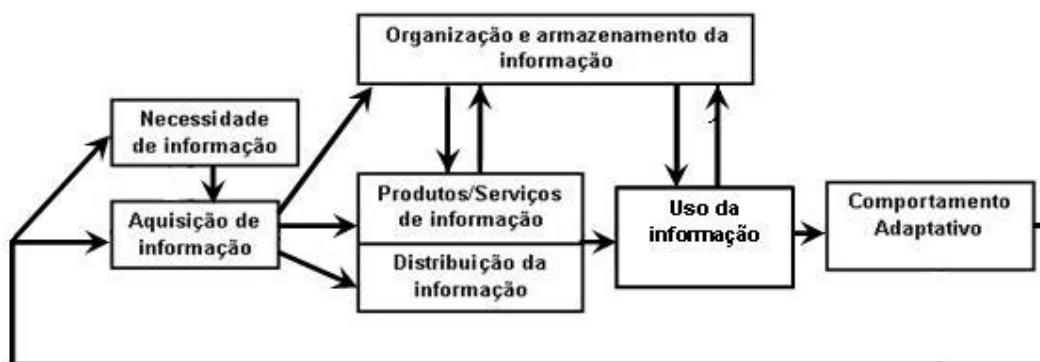 Organização e armazenamento da
informação
Necessidade
de informação
Aquisição de
informação
Produtos/Serviços
de informação
Distribuição da
informação
Uso da
informação
Comportamento
Adaptativo